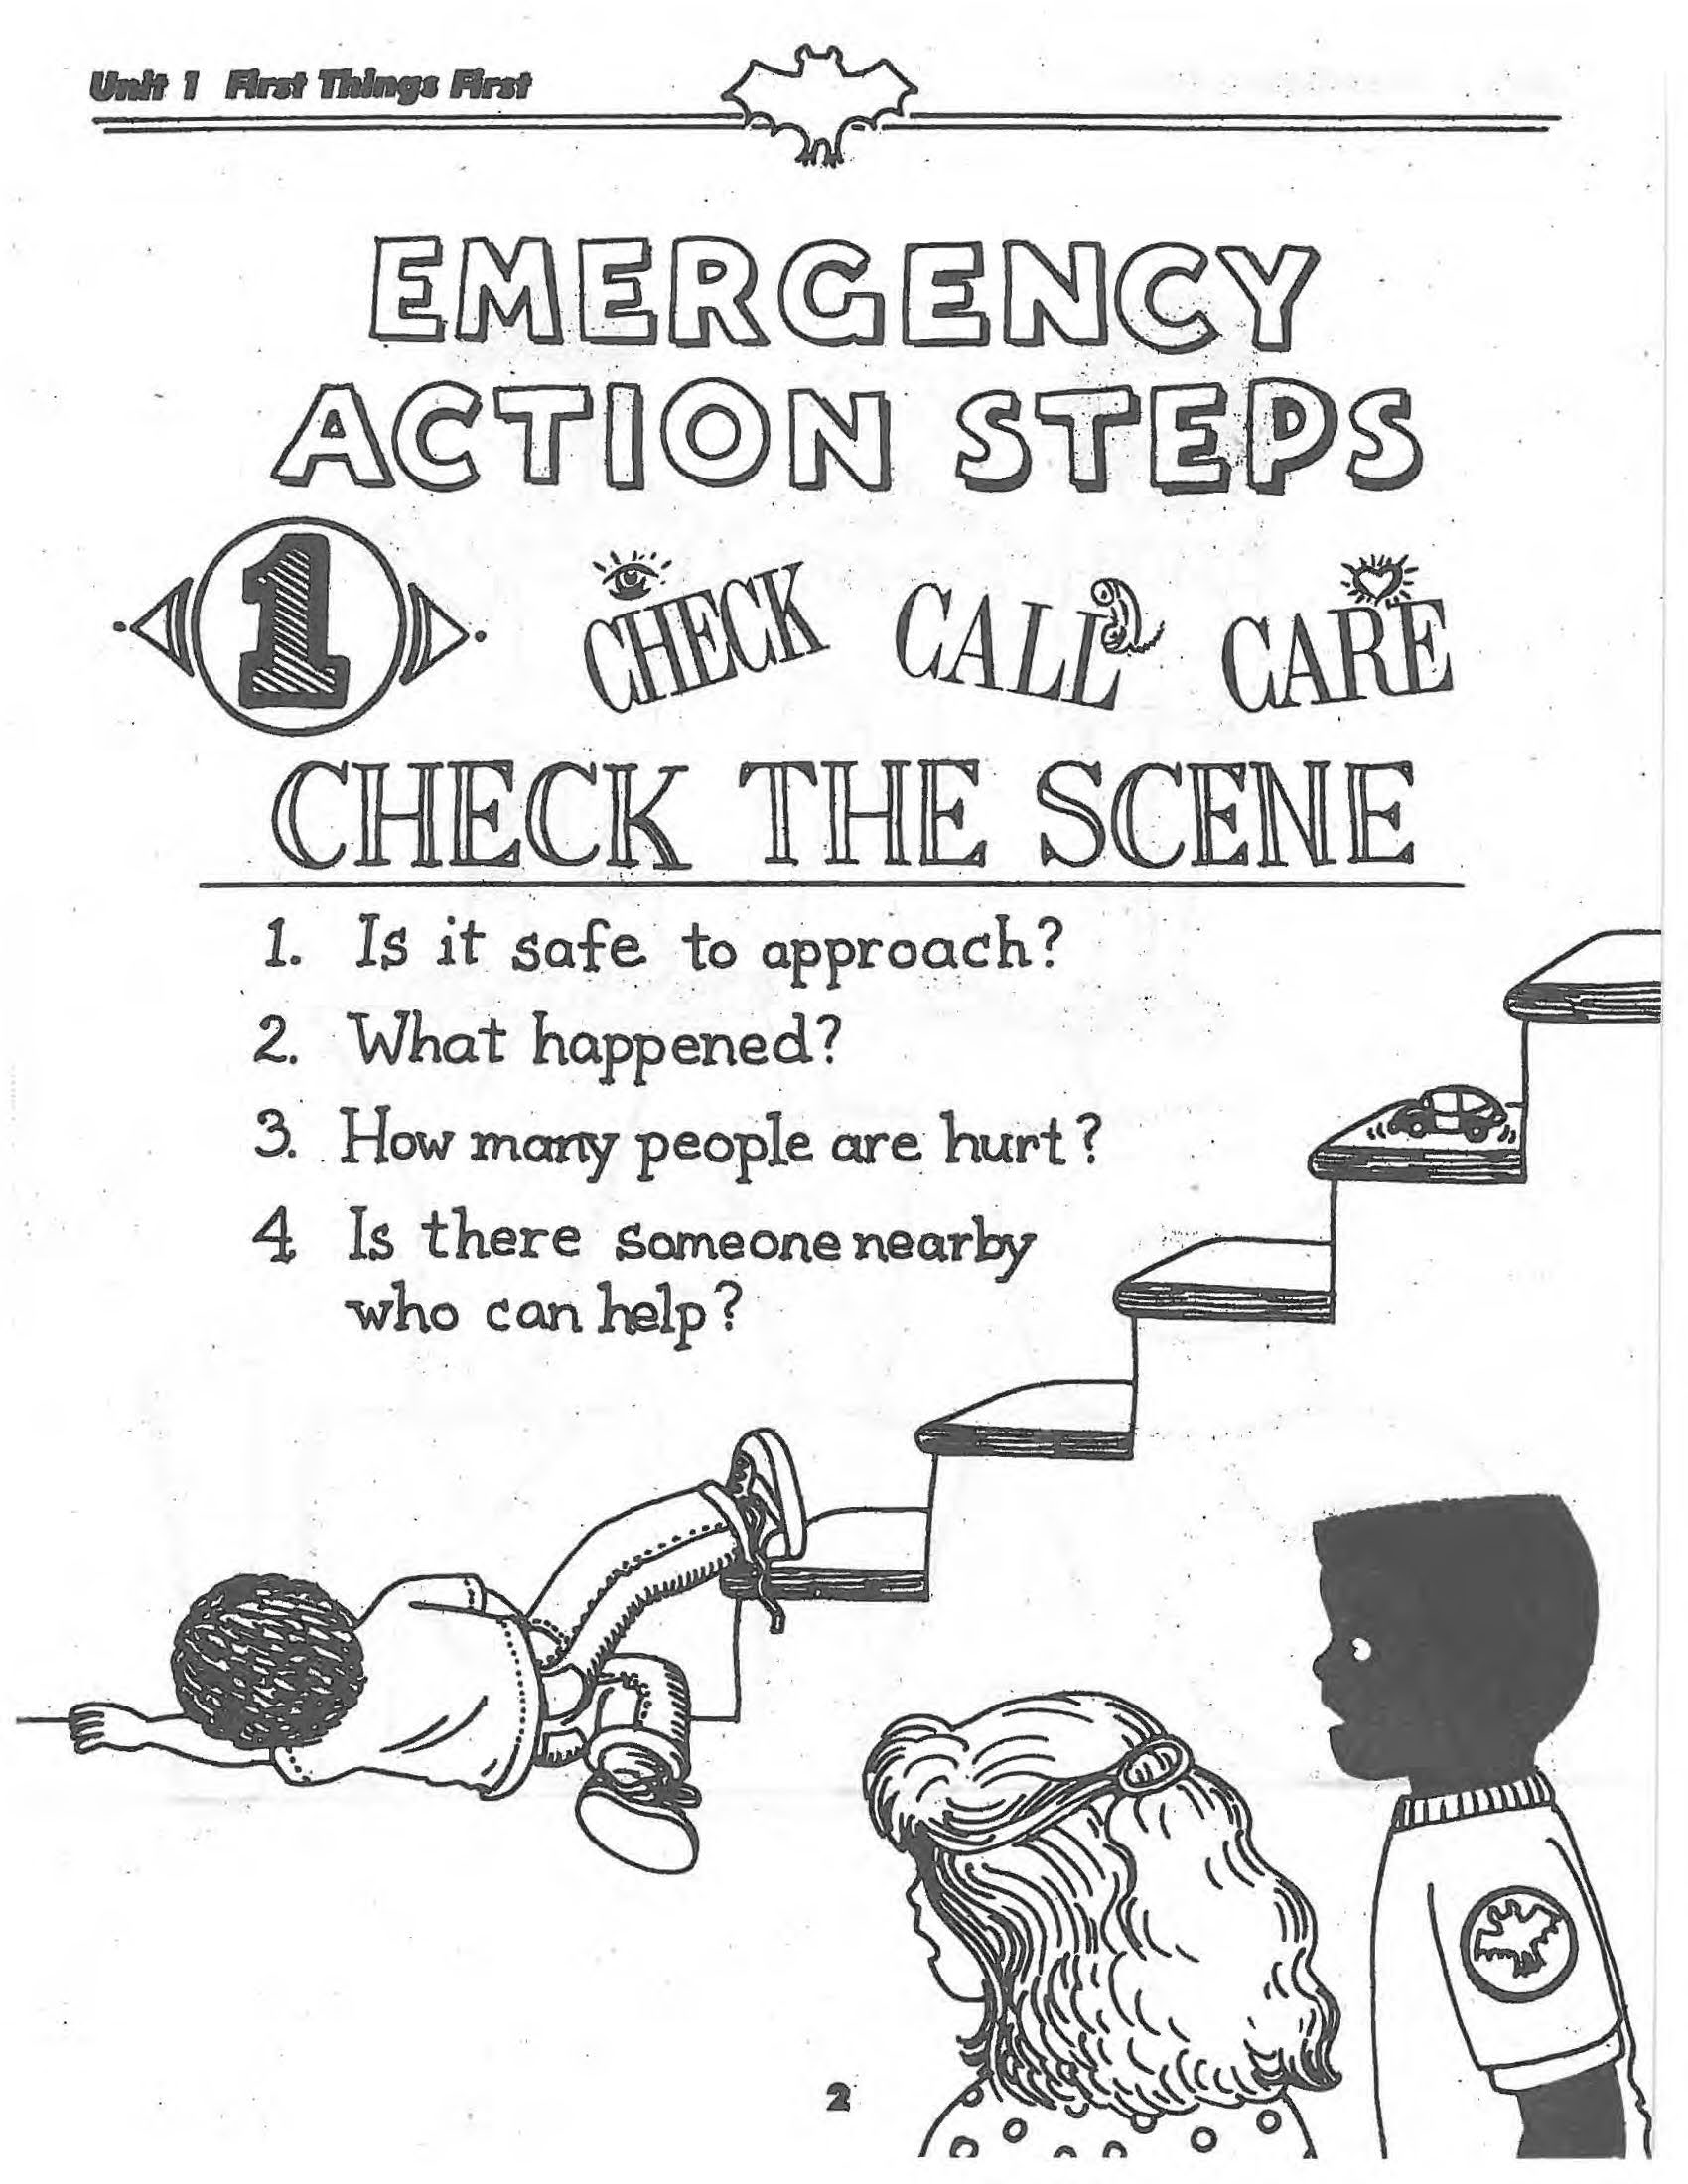 Unit 1 First Things First
EMERGENCY
ACTION STEPS
1
CHECK CALL CARE
CHECK THE SCENE
1. Is it safe to approach?
2. What happened?
3. How many people are hurt?
4 Is there someone nearby
who can help?
2